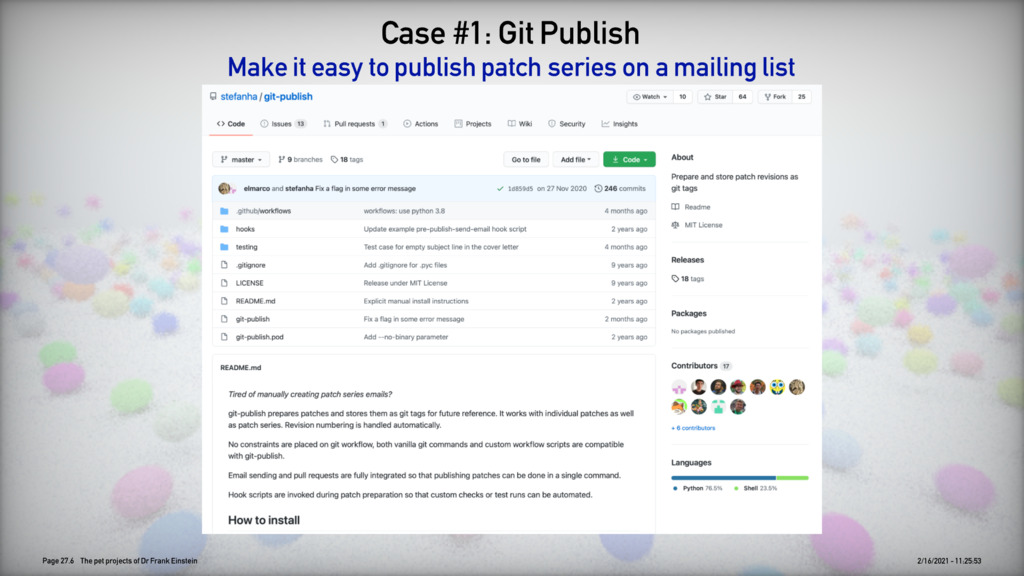 Case #1: Git Publish
Make it easy to publish patch series on a mailing list
stefanha / git-publish
Watch 10 Star 64 Fork 25
Code Issues 13 Pull requests 1 Actions Projects Wiki Security Insights
master 9 branches 18 tags Go to file Add file Code
elmarco and stefanha Fix a flag in some error message 1d859d5 on 27 Nov 2020 246 commits
.github/workflows workflows: use python 3.8 4 months ago
hooks Update example pre-publish-send-email hook script 2 years ago
testing Test case for empty subject line in the cover letter 4 months ago
.gitignore Add .gitignore for .pyc files 9 years ago
LICENSE Release under MIT License 9 years ago
README.md Explicit manual install instructions 2 years ago
git-publish Fix a flag in some error message 2 months ago
git-publish.pod Add --no-binary parameter 2 years ago
README.md
Tired of manually creating patch series emails?
git-publish prepares patches and stores them as git tags for future reference. It works with individual patches as well
as patch series. Revision numbering is handled automatically.
No constraints are placed on git workflow, both vanilla git commands and custom workflow scripts are compatible
with git-publish.
Email sending and pull requests are fully integrated so that publishing patches can be done in a single command.
Hook scripts are invoked during patch preparation so that custom checks or test runs can be automated.
How to install
About
Prepare and store patch revisions as
git tags
Readme
MIT License
Releases
18 tags
Packages
No packages published
Contributors 17
+ 6 contributors
Languages
Python 76.5% Shell 23.5%
Page 27.6 The pet projects of Dr Frank Einstein
2/16/2021 - 11:25:53